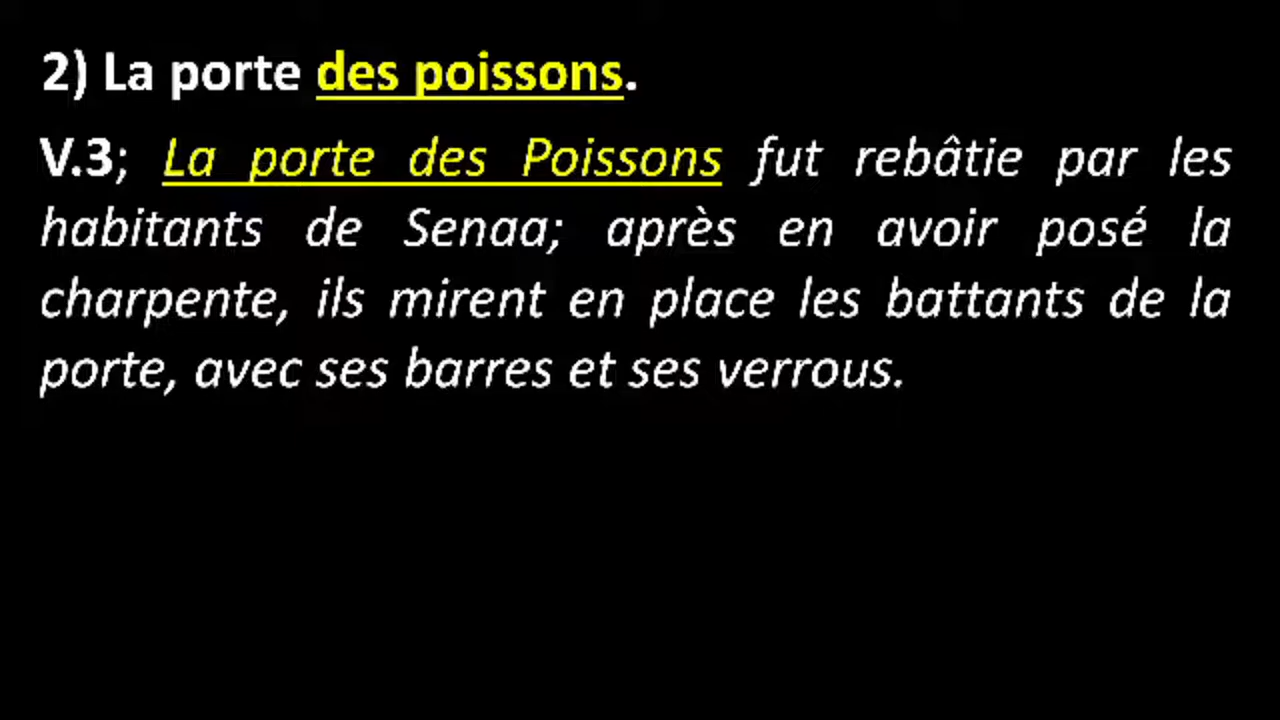 2) La porte des poissons.
V.3; La porte des Poissons fut rebâtie par les
habitants de Senaa; après en avoir posé la
charpente, ils mirent en place les battants de la
porte, avec ses barres et ses verrous.